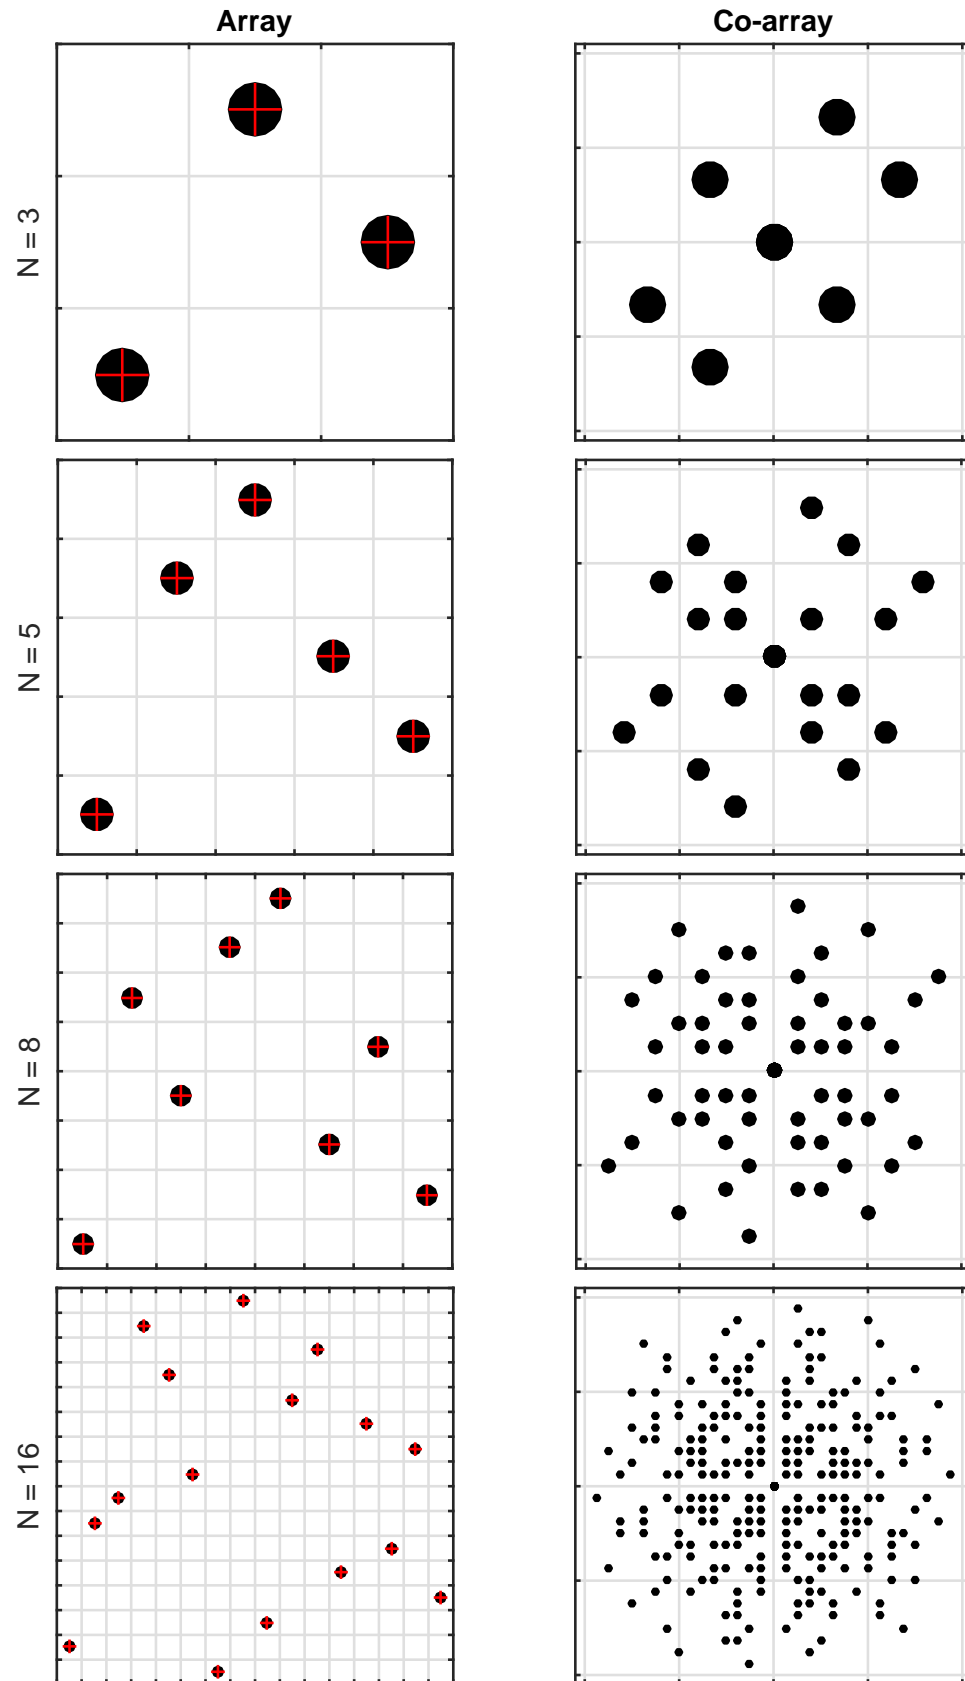 Array
Co-array
N = 3
N = 5
N = 8
N = 16